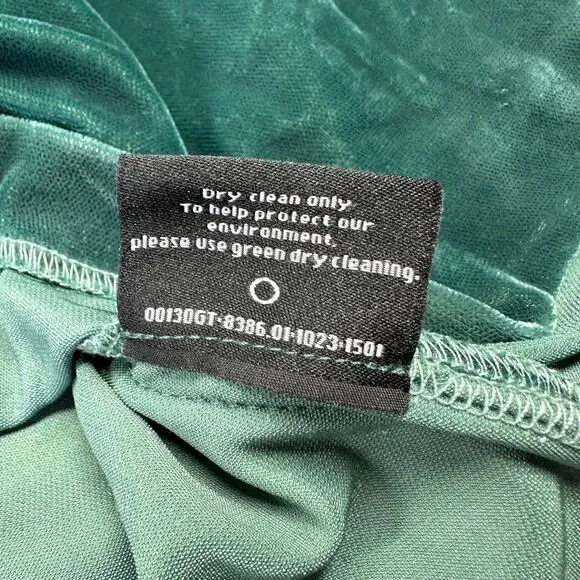 Dry clean only.
To help protect our
environment,
please use green dry cleaning.
00130GT-8386.01-1023-1501